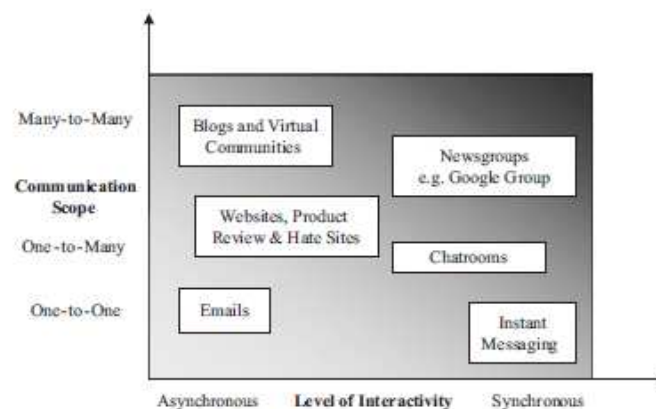 Many-to-Many
Blogs and Virtual
Communities
Newsgroups
e.g. Google Group
Communication
Scope
Websites, Product
Review & Hate Sites
One-to-Many
Chatrooms
One-to-One
Emails
Instant
Messaging
Asynchronous Level of Interactivity Synchronous